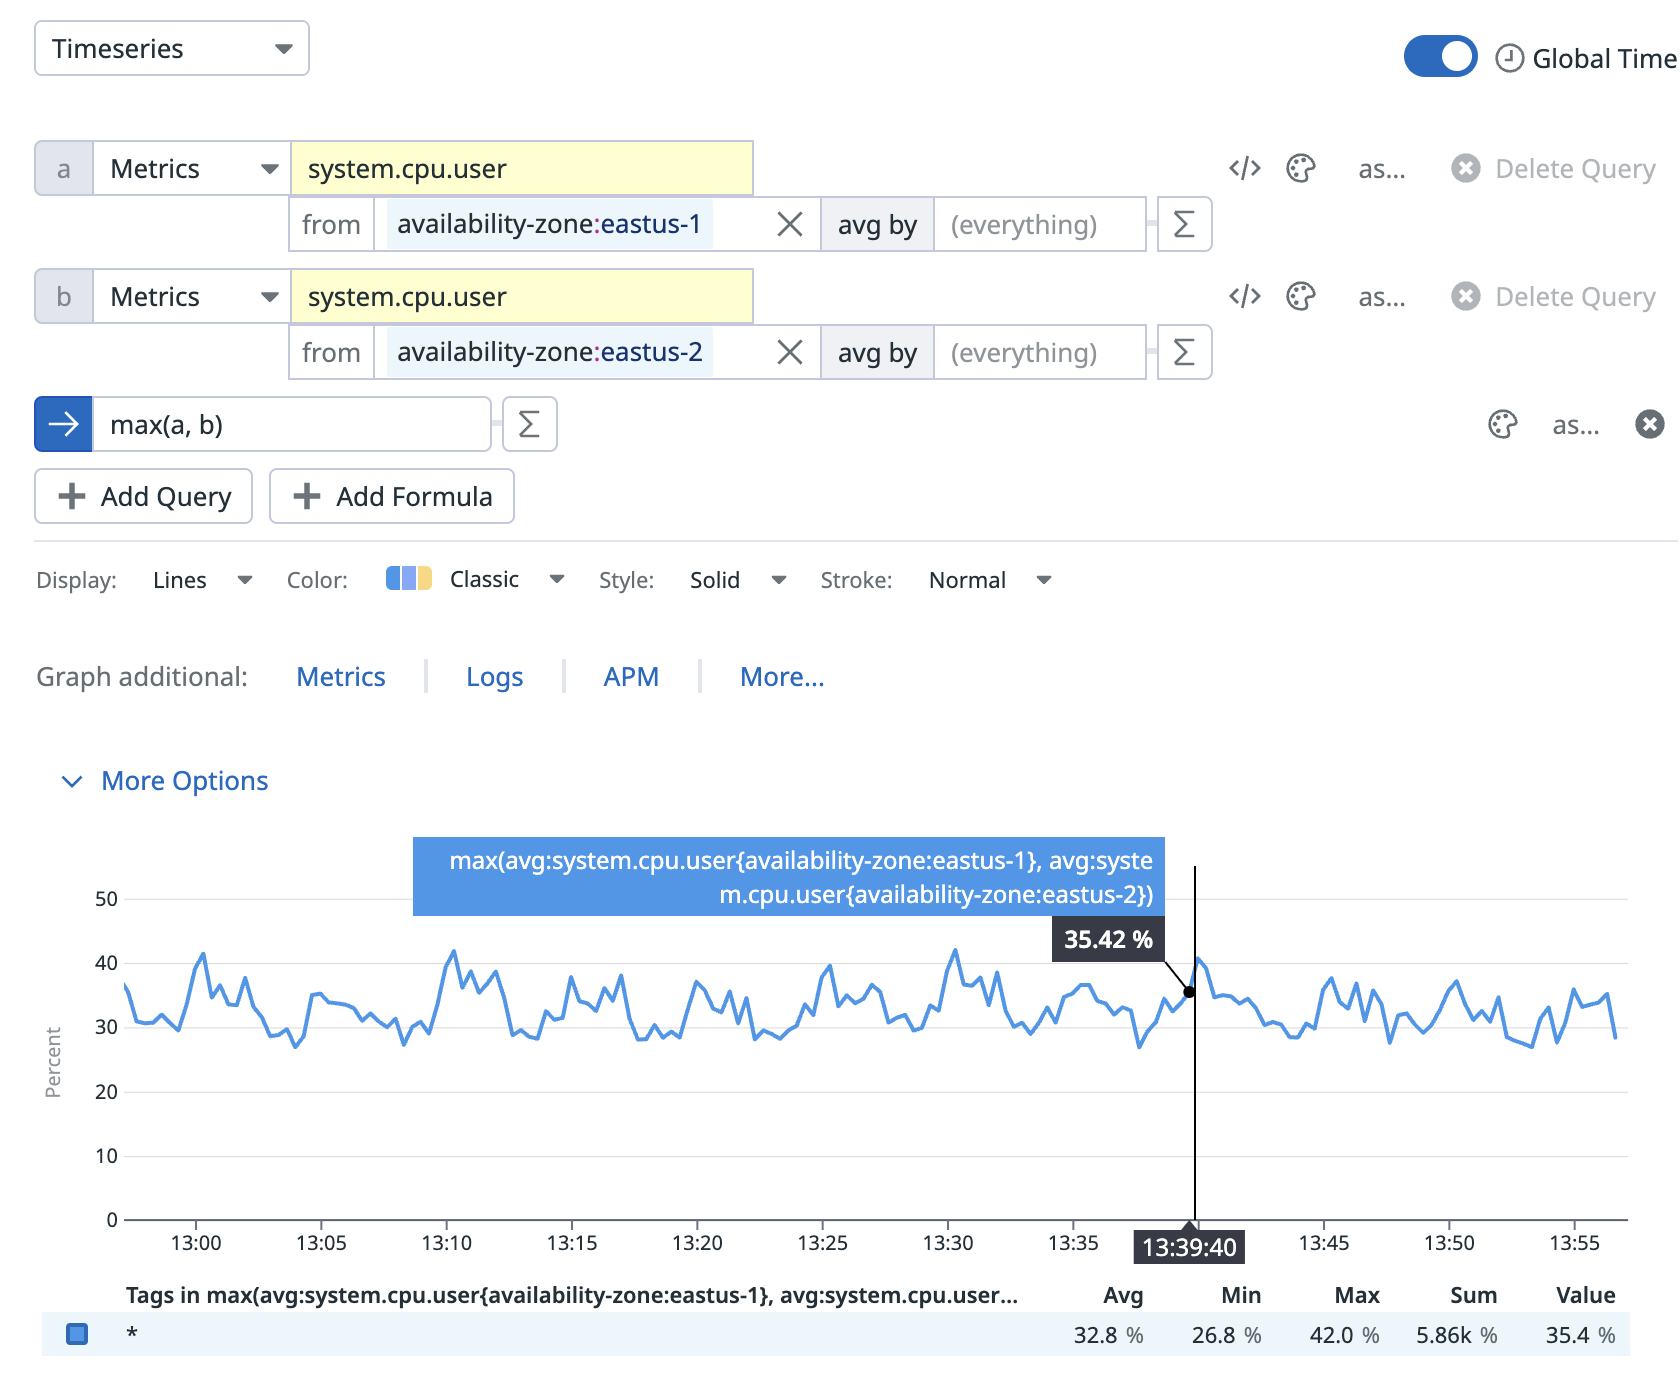 Timeseries
Global Time
a Metrics system.cpu.user as... Delete Query
from availability-zone:eastus-1 avg by (everything) Σ
b Metrics system.cpu.user as... Delete Query
from availability-zone:eastus-2 avg by (everything) Σ
max(a, b) Σ as...
Add Query Add Formula
Display: Lines Color: Classic Style: Solid Stroke: Normal
Graph additional: Metrics Logs APM More...
More Options
max(avg:system.cpu.user{availability-zone:eastus-1}, avg:syste
m.cpu.user{availability-zone:eastus-2})
35.42 %
Percent
50
40
30
20
10
0
13:00 13:05 13:10 13:15 13:20 13:25 13:30 13:35 13:39:40 13:45 13:50 13:55
Tags in max(avg:system.cpu.user{availability-zone:eastus-1}, avg:system.cpu.user... Avg Min Max Sum Value
* 32.8 % 26.8 % 42.0 % 5.86k % 35.4 %